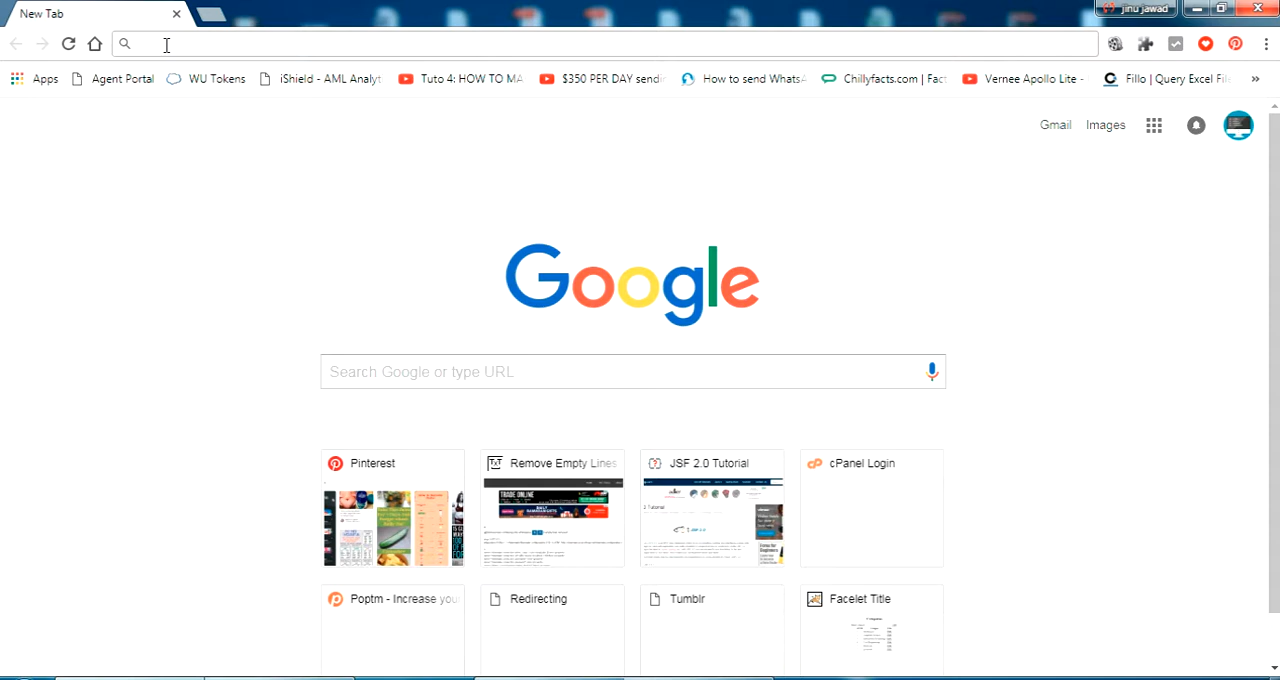 New Tab
jinu jawad
Apps
Agent Portal
WU Tokens
iShield - AML Analyt
Tuto 4: HOW TO MA
$350 PER DAY sendi
How to send WhatsA
Chillyfacts.com | Fact
Vernee Apollo Lite -
Fillo | Query Excel Fil
»
Gmail
Images
Google
Search Google or type URL
Pinterest
Remove Empty Lines
JSF 2.0 Tutorial
cPanel Login
TRADE ONLINE
Poptm - Increase you
Redirecting
Tumblr
Facelet Title